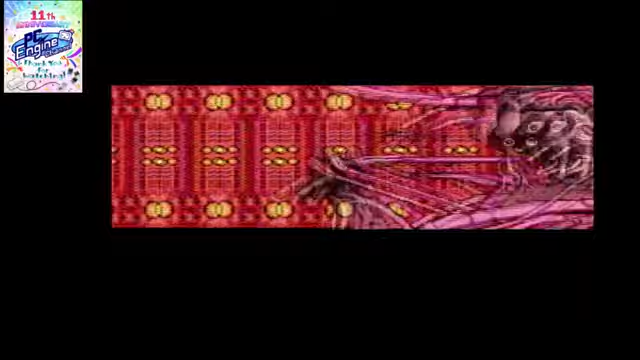 11th
ANNIVERSARY
PC
Engine
Thank You
for
watching!